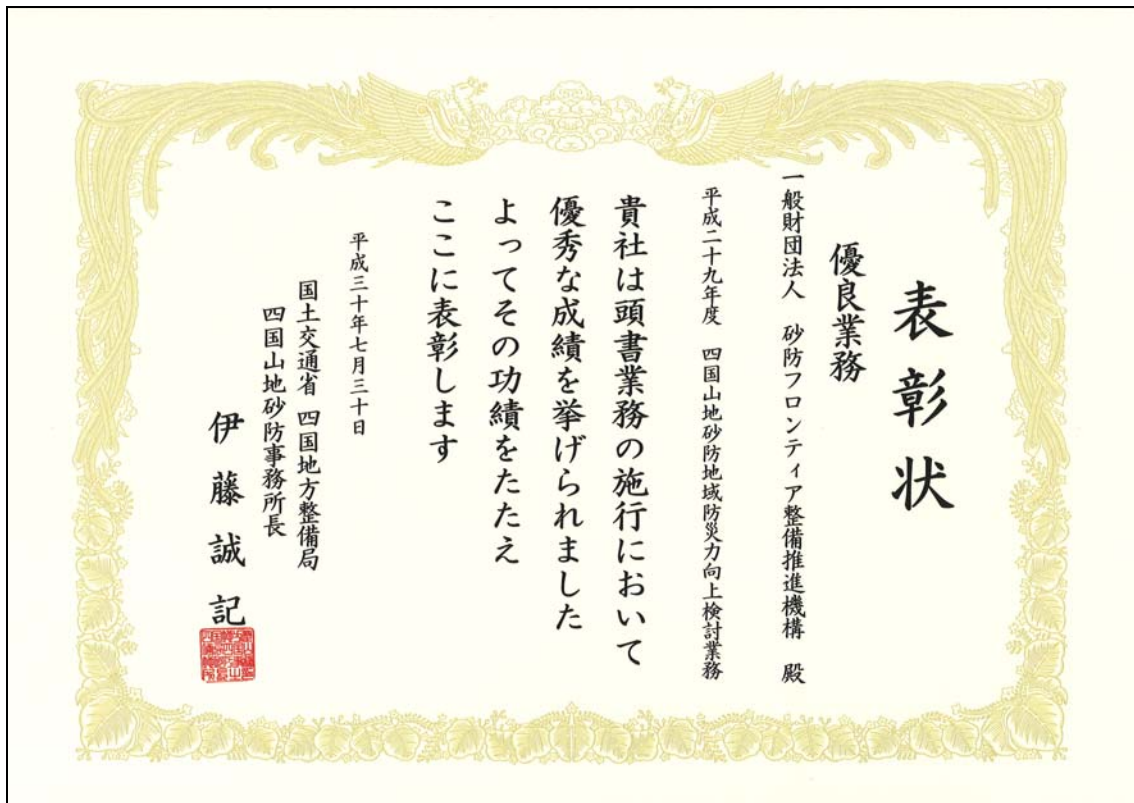 表彰状
優良業務
一般財団法人 砂防フロンティア整備推進機構 殿
平成二十九年度 四国山地砂防地域防災力向上検討業務
貴社は頭書業務の施行において
優秀な成績を挙げられました
よってその功績をたたえ
ここに表彰します
平成三十年七月三十日
国土交通省 四国地方整備局
四国山地砂防事務所長
伊藤誠記